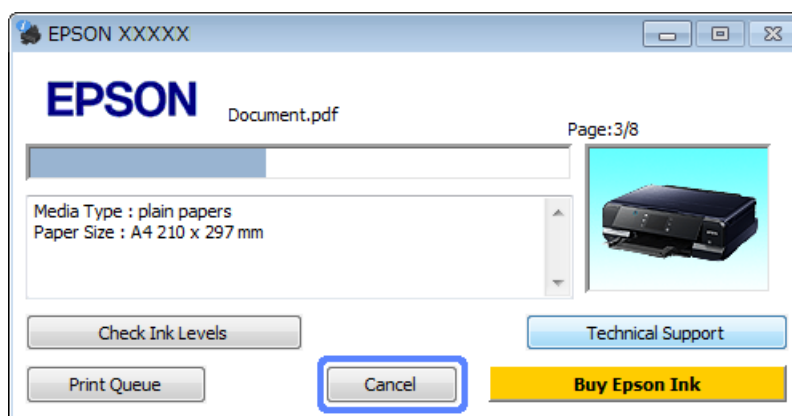 EPSON XXXXX
EPSON
Document.pdf
Page:3/8
Media Type : plain papers
Paper Size : A4 210 x 297 mm
Check Ink Levels
Technical Support
Print Queue
Cancel
Buy Epson Ink